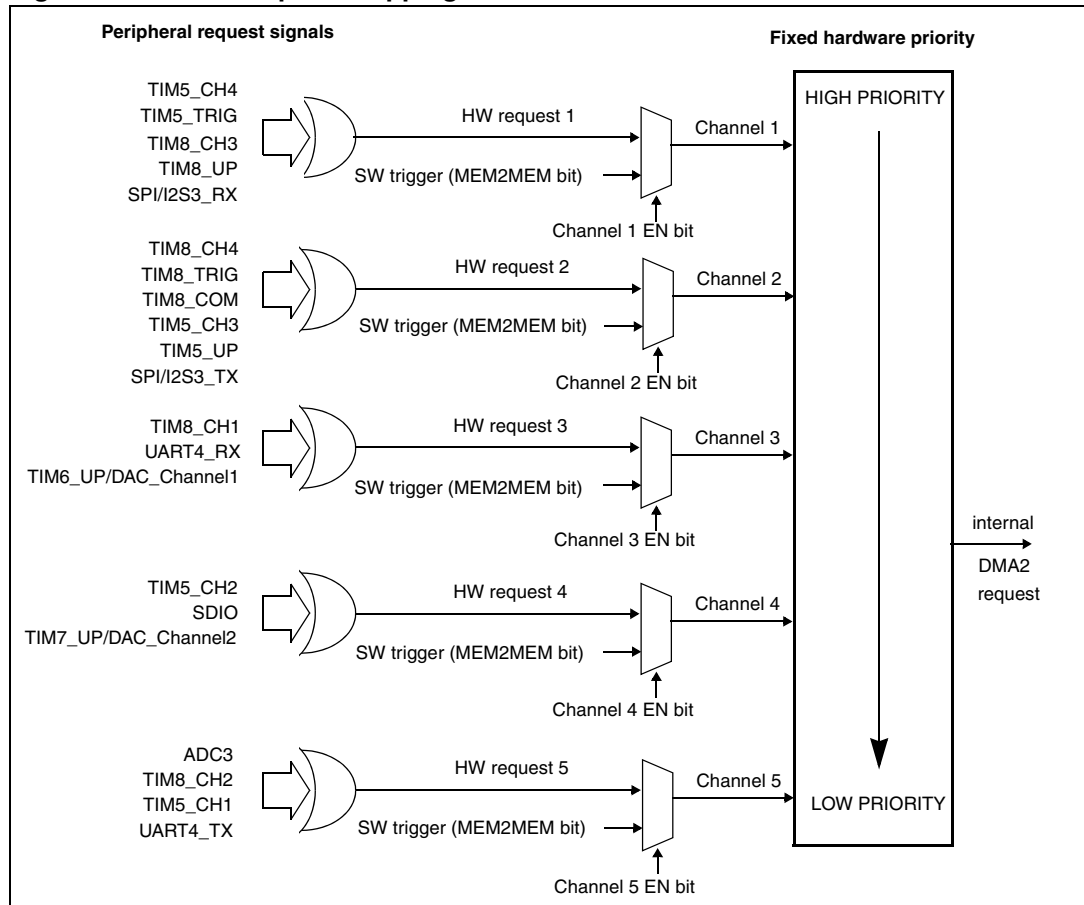 Peripheral request signals
Fixed hardware priority
TIM5_CH4
TIM5_TRIG
TIM8_CH3
TIM8_UP
SPI/I2S3_RX
HW request 1
SW trigger (MEM2MEM bit)
Channel 1
Channel 1 EN bit
HIGH PRIORITY
TIM8_CH4
TIM8_TRIG
TIM8_COM
TIM5_CH3
TIM5_UP
SPI/I2S3_TX
HW request 2
SW trigger (MEM2MEM bit)
Channel 2
Channel 2 EN bit
TIM8_CH1
UART4_RX
TIM6_UP/DAC_Channel1
HW request 3
SW trigger (MEM2MEM bit)
Channel 3
Channel 3 EN bit
internal
DMA2
request
TIM5_CH2
SDIO
TIM7_UP/DAC_Channel2
HW request 4
SW trigger (MEM2MEM bit)
Channel 4
Channel 4 EN bit
ADC3
TIM8_CH2
TIM5_CH1
UART4_TX
HW request 5
SW trigger (MEM2MEM bit)
Channel 5
Channel 5 EN bit
LOW PRIORITY